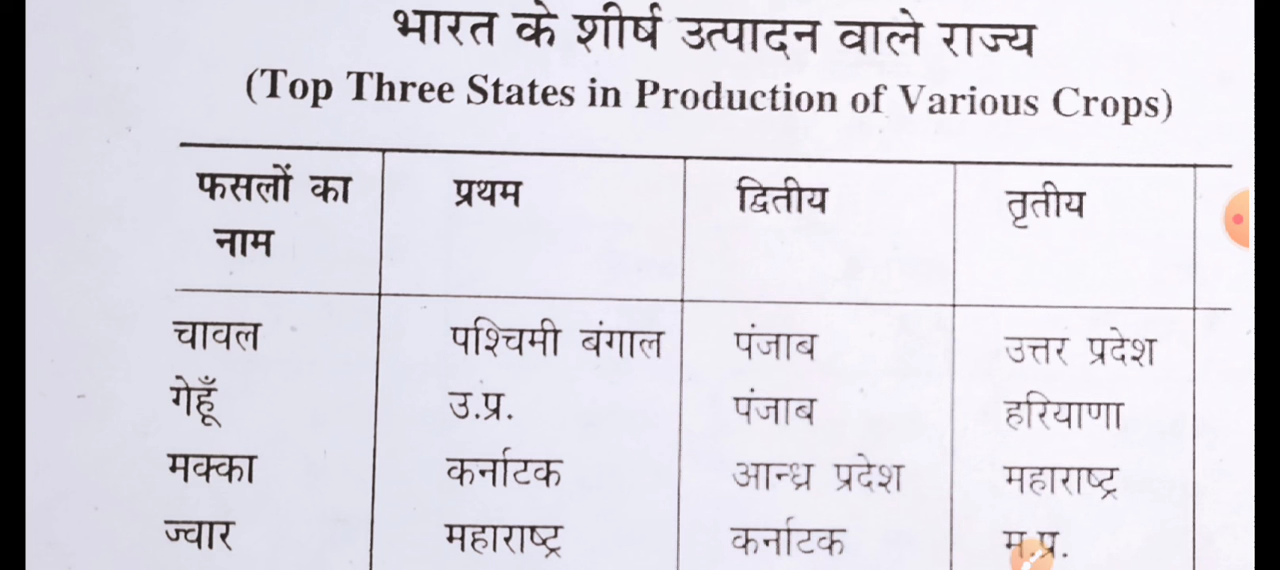 भारत के शीर्ष उत्पादन वाले राज्य
(Top Three States in Production of Various Crops)
फसलों का नाम प्रथम द्वितीय तृतीय
चावल पश्चिमी बंगाल पंजाब उत्तर प्रदेश
गेहूँ उ.प्र. पंजाब हरियाणा
मक्का कर्नाटक आन्ध्र प्रदेश महाराष्ट्र
ज्वार महाराष्ट्र कर्नाटक म.प्र.